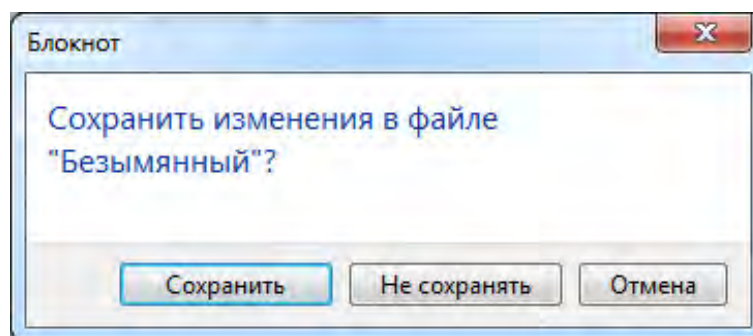 Блокнот
Сохранить изменения в файле
"Безымянный"?
Сохранить Не сохранять Отмена